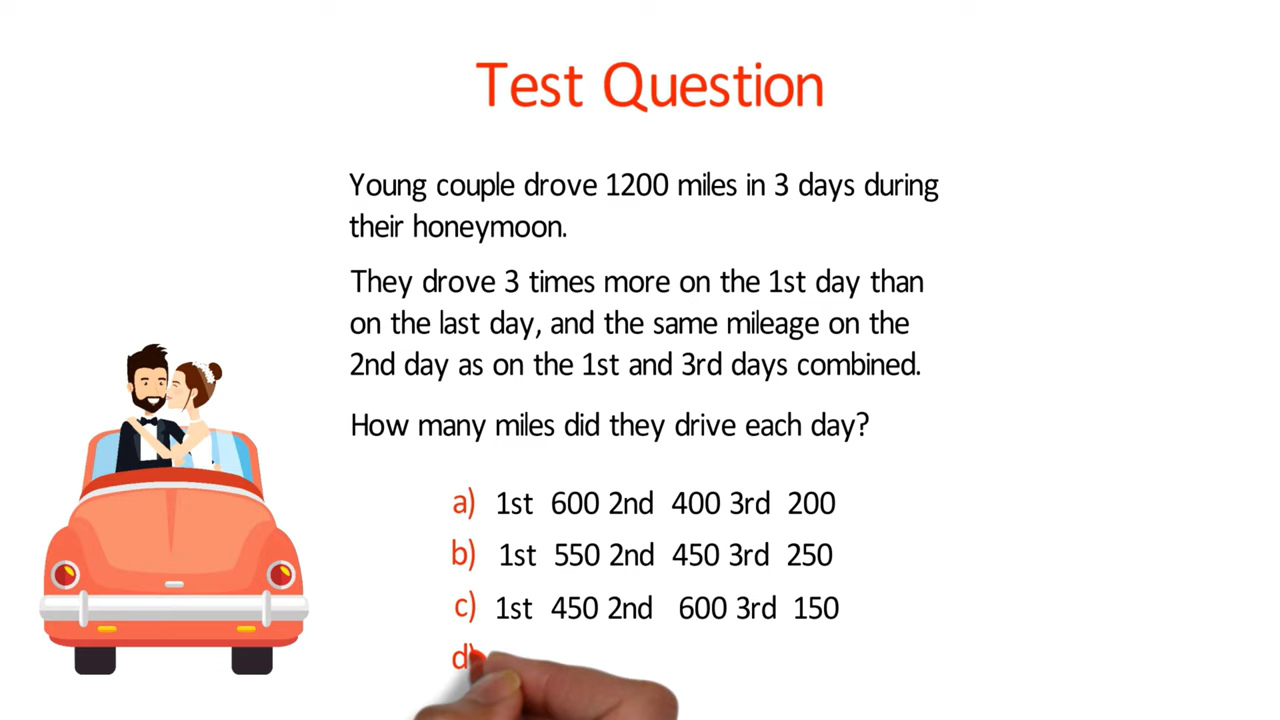 Test Question
Young couple drove 1200 miles in 3 days during
their honeymoon.
They drove 3 times more on the 1st day than
on the last day, and the same mileage on the
2nd day as on the 1st and 3rd days combined.
How many miles did they drive each day?
a) 1st 600 2nd 400 3rd 200
b) 1st 550 2nd 450 3rd 250
c) 1st 450 2nd 600 3rd 150
d)